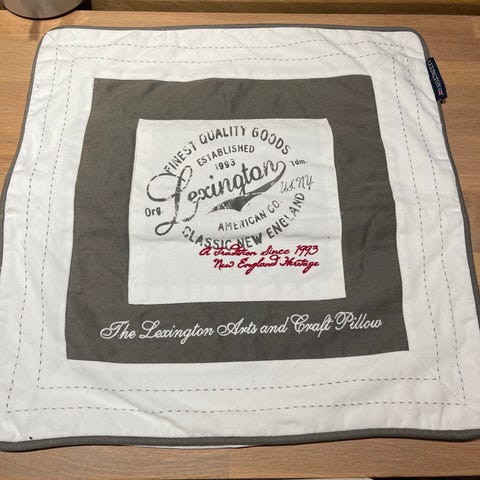 FINEST QUALITY GOODS
ESTABLISHED
1993
Tdm.
Lexington
Org.
U.S. NY.
AMERICAN CO.
CLASSIC NEW ENGLAND
A Tradition Since 1993
New England Heritage
The Lexington Arts and Craft Pillow
LEXINGTON